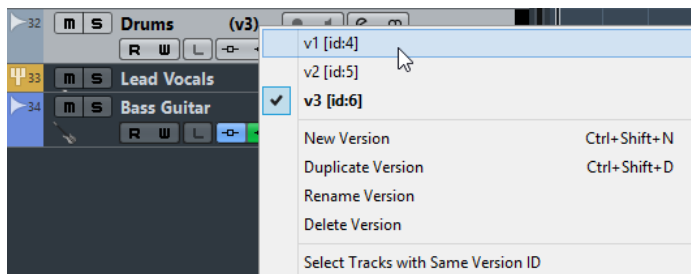 32 m S Drums (v3)
R W L
33 m S Lead Vocals
34 m S Bass Guitar
R W L
v1 [id:4]
v2 [id:5]
v3 [id:6]
New Version Ctrl+Shift+N
Duplicate Version Ctrl+Shift+D
Rename Version
Delete Version
Select Tracks with Same Version ID